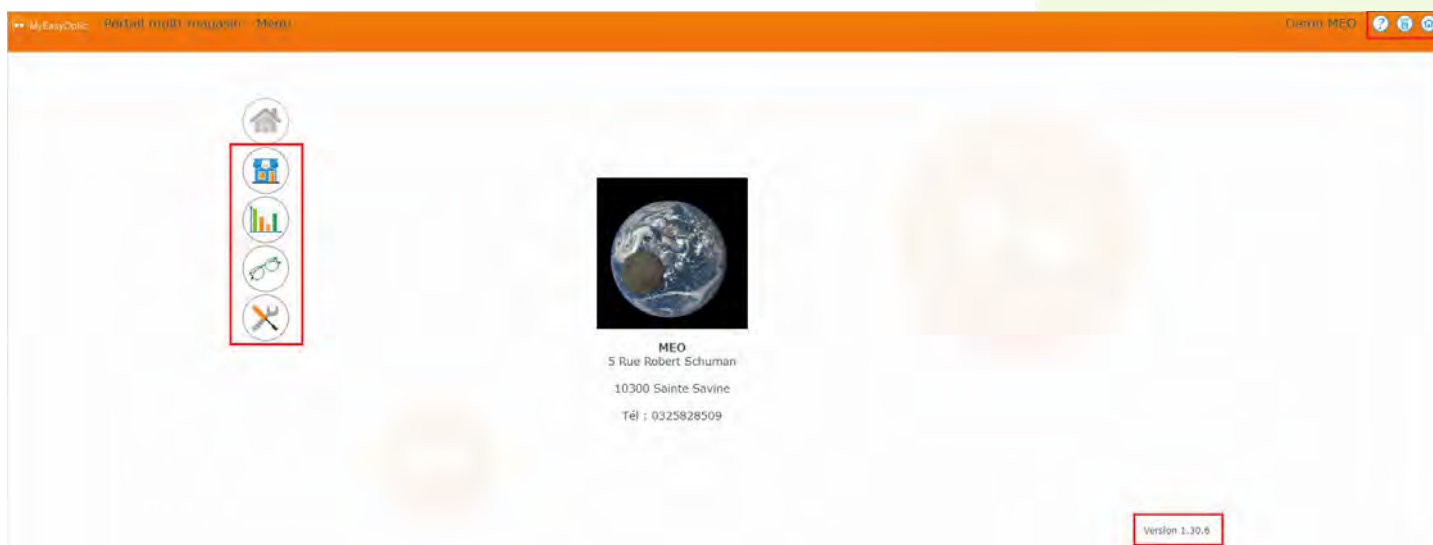 MyEasyOptic Portail multi-magasin - Menu
Demo MEO
MEO
5 Rue Robert Schuman
10300 Sainte Savine
Tél : 0325828509
Version 1.30.6